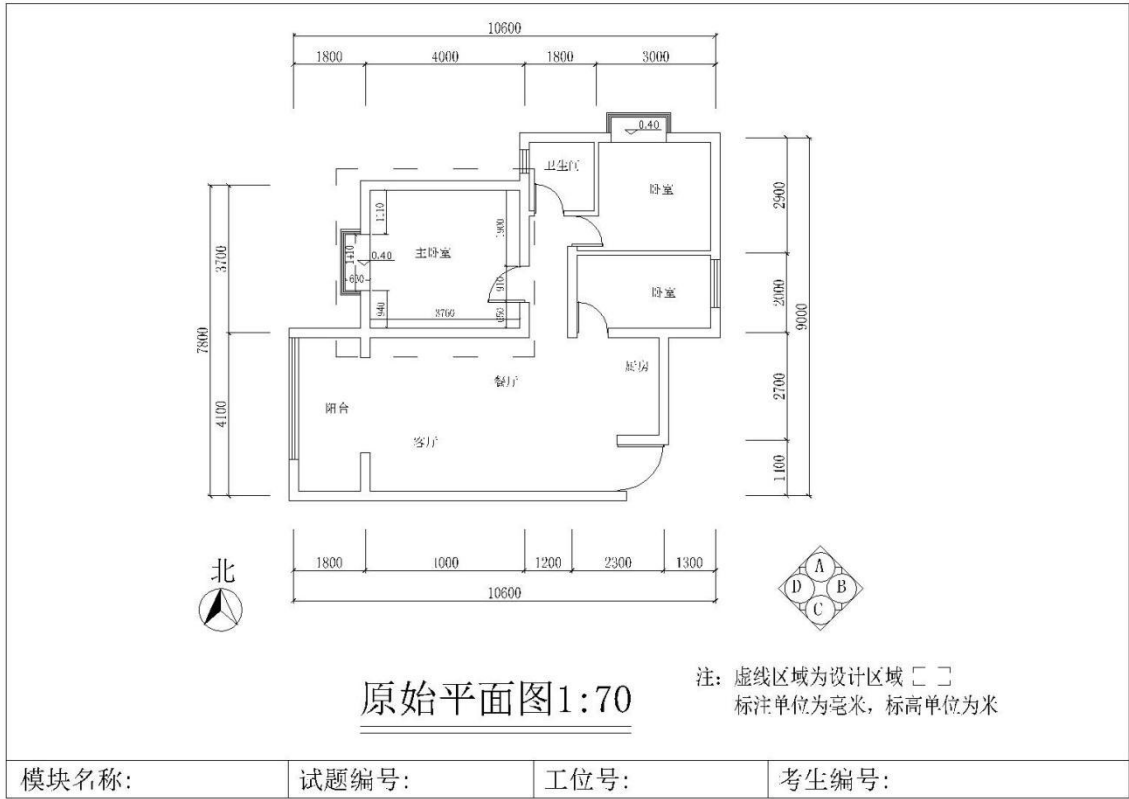 10600
1800 4000 1800 3000
0.40
卫生间
卧室
2900
1110
1900
主卧室
1410
0.40
630
3700
910
卧室
2000
9000
940
3760
650
7800
餐厅
厨房
2700
阳台
4100
客厅
1100
1800 1000 1200 2300 1300
10600
北
A
D B
C
原始平面图1:70
注: 虚线区域为设计区域
标注单位为毫米, 标高单位为米
模块名称: 试题编号: 工位号: 考生编号: